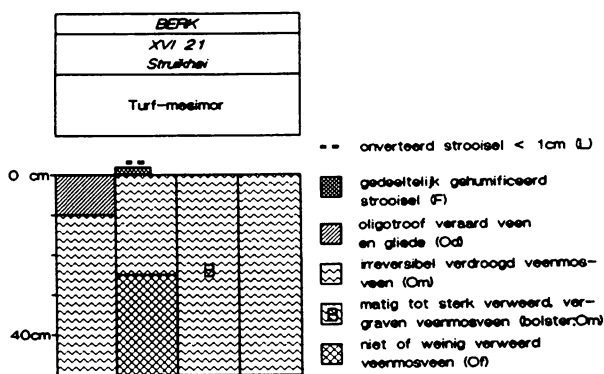 BERK
XVI 21
Struikhei
Turf-mesimor
0 cm
40cm
-- onverteerd strooisel < 1cm (L)
gedeeltelijk gehumificeerd
strooisel (F)
oligotroof veraard veen
en gliede (Od)
irreversibel verdroogd veenmos-
veen (Om)
B
matig tot sterk verweerd, ver-
graven veenmosveen (bolster;Om)
niet of weinig verweerd
veenmosveen (Of)
B